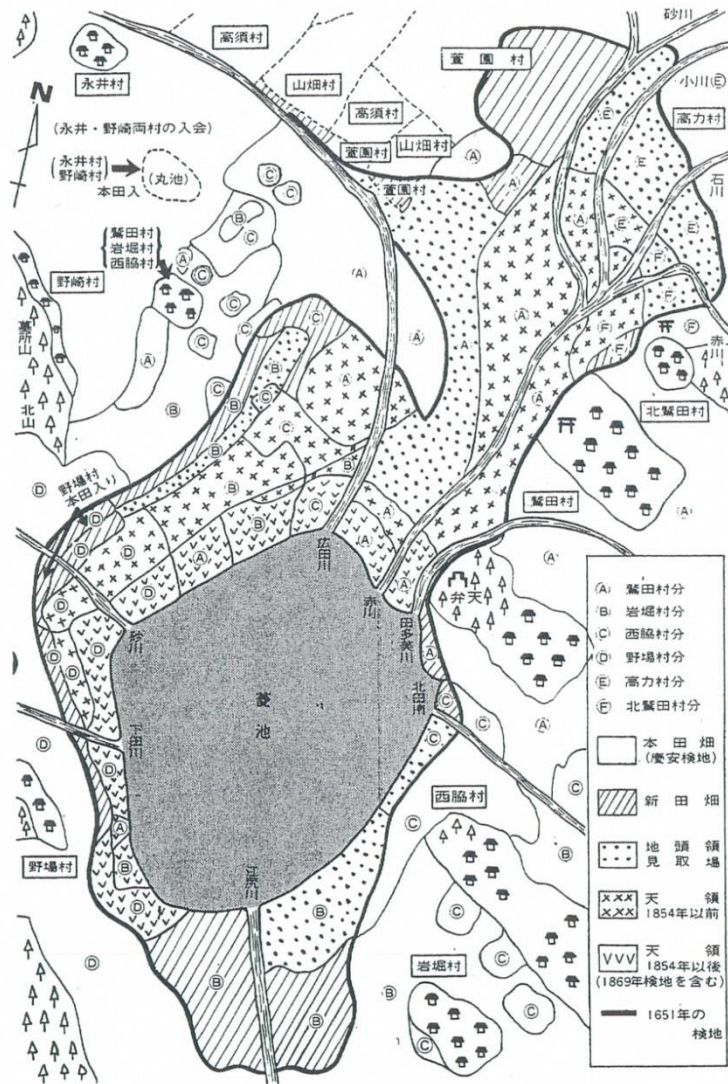 高須村
永井村
N
山畑村
高須村
萱園村
砂川
小川
Ⓔ
高力村
(永井・野崎両村の入会)
永井村
野崎村
(丸池)
本田入
萱園村
山畑村
萱園村
石川
鷲田村
岩堀村
西脇村
野崎村
墓所山
北山
赤川
北鷲田村
野場村
本田入り
鷲田村
弁天
広田川
赤川
田多美川
北田川
砂川
菱池
下田川
江尻川
野場村
西脇村
岩堀村
Ⓐ 鷲田村分
Ⓑ 岩堀村分
Ⓒ 西脇村分
Ⓓ 野場村分
Ⓔ 高力村分
Ⓕ 北鷲田村分
本田畑
(慶安検地)
新田畑
地頭領
見取場
天領
1854年以前
天領
1854年以後
(1869年検地を含む)
1651年の
検地